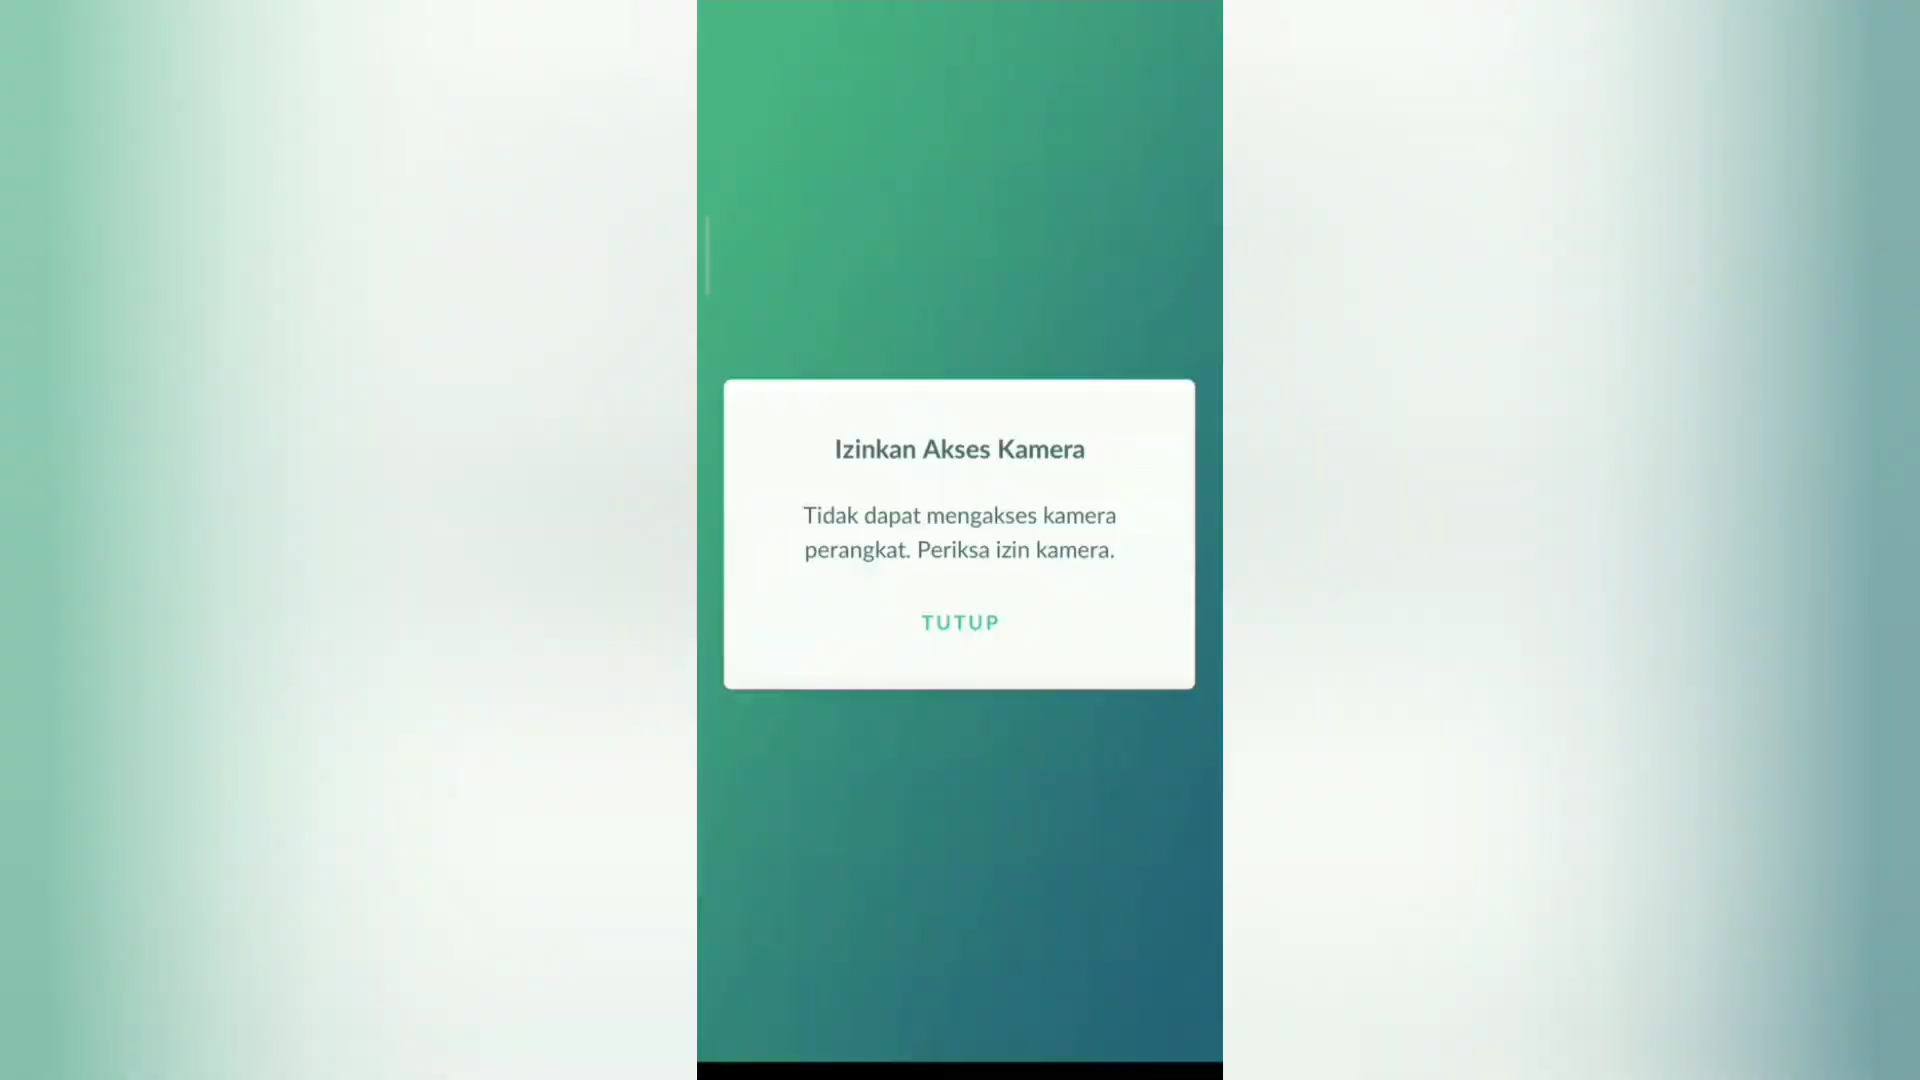 Izinkan Akses Kamera
Tidak dapat mengakses kamera
perangkat. Periksa izin kamera.
TUTUP